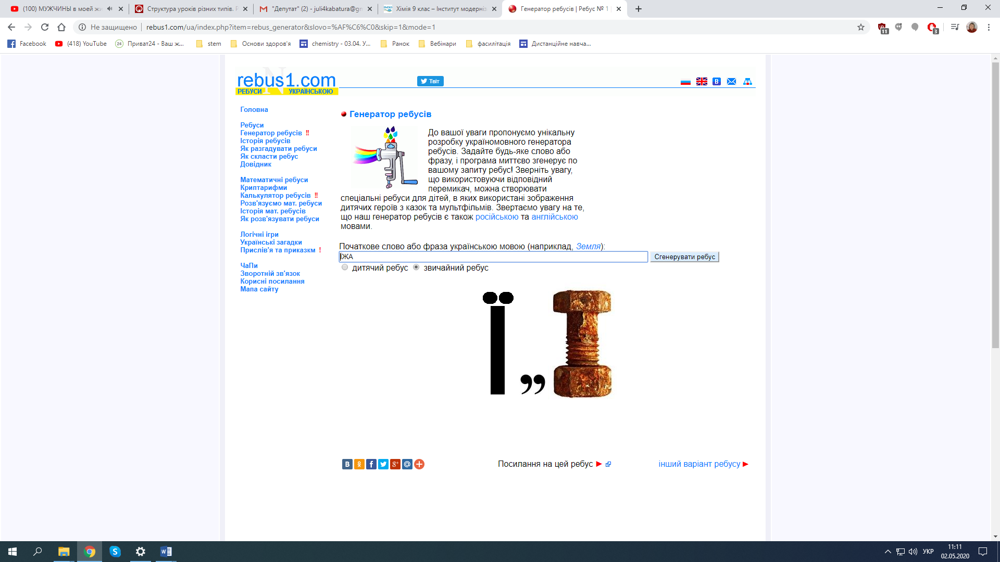 (100) МУЖЧИНЫ в моей жи
Структура уроків різних типів. Р
"Депутат" (2) - juli4kabatura@gm
Хімія 9 клас – Інститут модерніз
Генератор ребусів | Ребус № 1 |
Не защищено
rebus1.com/ua/index.php?item=rebus_generator&slovo=%AF%C6%C0&skip=1&mode=1
11
3
Facebook
(418) YouTube
24
Приват24 - Ваш ж...
stem
Основи здоров'я
chemistry - 03.04. У...
Ранок
Вебінари
фасилітація
Дистанційне навча...
rebus1.com
РЕБУСИ УКРАЇНСЬКОЮ
Твіт
Головна
Ребуси
Генератор ребусів !!
Історія ребусів
Як разгадувати ребуси
Як скласти ребус
Довідник
Математичні ребуси
Криптарифми
Калькулятор ребусів !!
Розв'язуємо мат. ребуси
Історія мат. ребусів
Як розв'язувати ребуси
Логічні ігри
Українські загадки
Прислів'я та приказкм !
ЧаПи
Зворотній зв'язок
Корисні посилання
Мапа сайту
Генератор ребусів
До вашої уваги пропонуємо унікальну
розробку україномовного генератора
ребусів. Задайте будь-яке слово або
фразу, і програма миттєво згенерує по
вашому запиту ребус! Зверніть увагу,
що використовуючи відповідний
перемикач, можна створювати
спеціальні ребуси для дітей, в яких використані зображення
дитячих героїв з казок та мультфільмів. Звертаємо увагу на те,
що наш генератор ребусів є також російською та англійською
мовами.
Початкове слово або фраза українською мовою (наприклад, Земля):
ЇЖА
Сгенерувати ребус
дитячий ребус звичайний ребус
Ї ,,
Посилання на цей ребус
інший варіант ребусу
УКР
11:11
02.05.2020